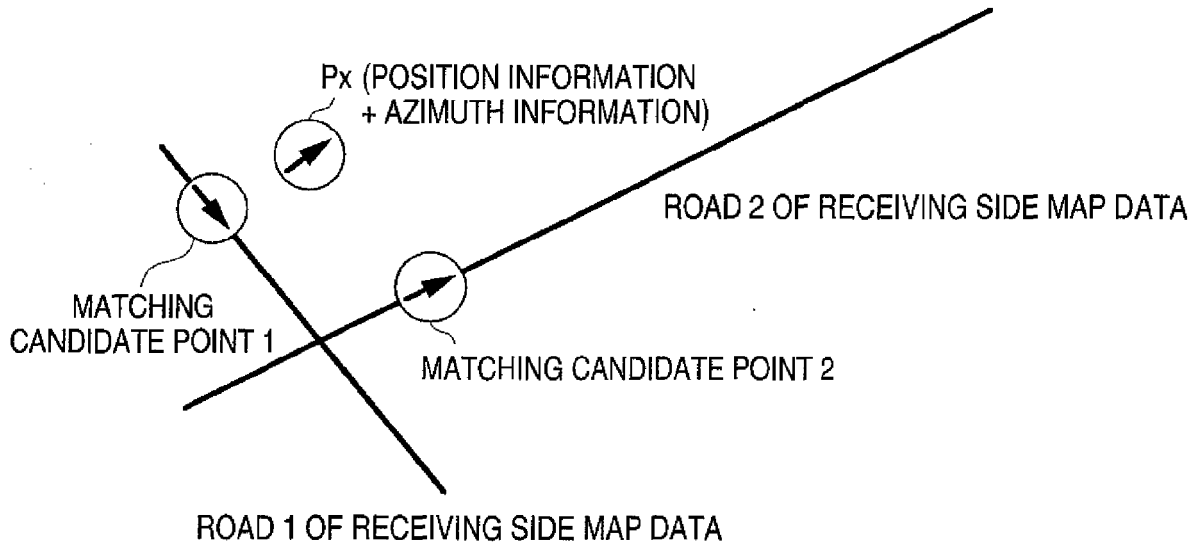 Px (POSITION INFORMATION
+ AZIMUTH INFORMATION)
ROAD 2 OF RECEIVING SIDE MAP DATA
MATCHING
CANDIDATE POINT 1
MATCHING CANDIDATE POINT 2
ROAD 1 OF RECEIVING SIDE MAP DATA